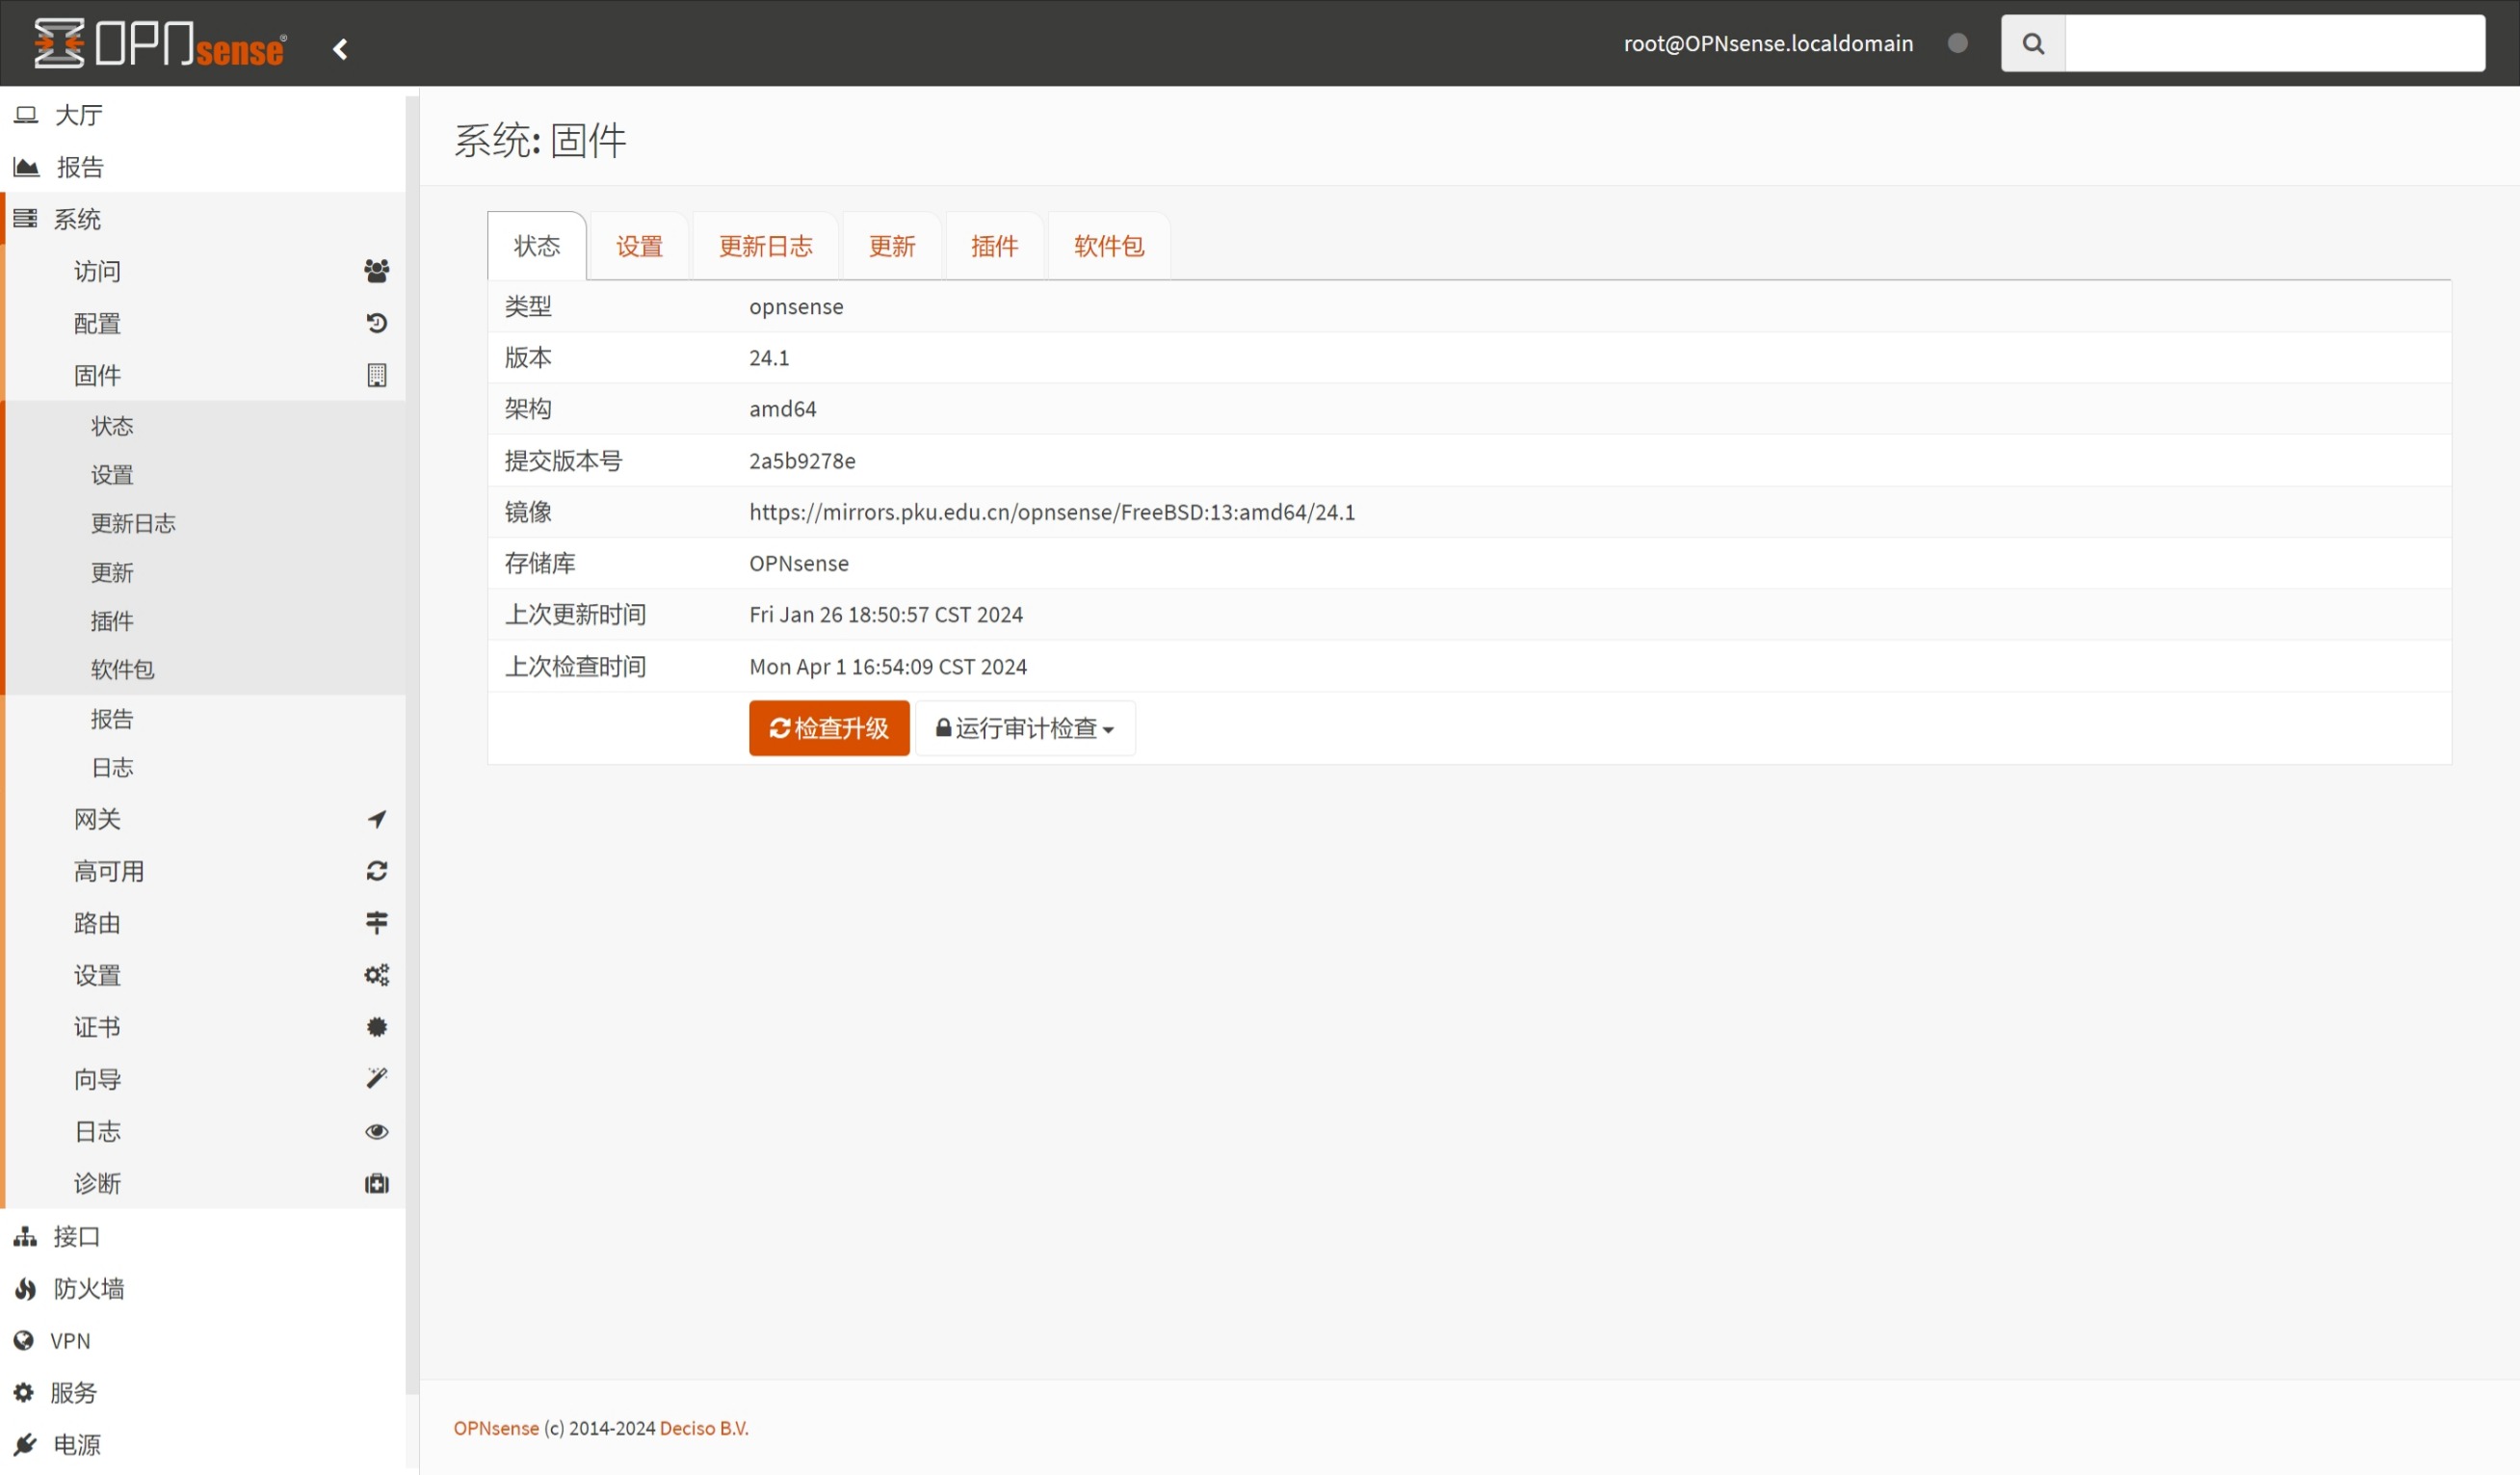 OPNsense®
root@OPNsense.localdomain
大厅
报告
系统
访问
配置
固件
状态
设置
更新日志
更新
插件
软件包
报告
日志
网关
高可用
路由
设置
证书
向导
日志
诊断
接口
防火墙
VPN
服务
电源
系统: 固件
状态 设置 更新日志 更新 插件 软件包
类型 opnsense
版本 24.1
架构 amd64
提交版本号 2a5b9278e
镜像 https://mirrors.pku.edu.cn/opnsense/FreeBSD:13:amd64/24.1
存储库 OPNsense
上次更新时间 Fri Jan 26 18:50:57 CST 2024
上次检查时间 Mon Apr 1 16:54:09 CST 2024
检查升级 运行审计检查
OPNsense (c) 2014-2024 Deciso B.V.